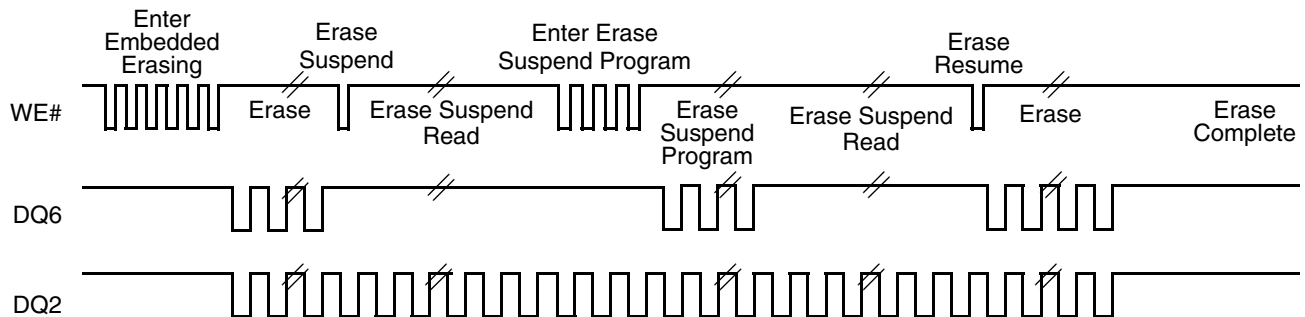 Enter
Embedded
Erasing
Erase
Suspend
Enter Erase
Suspend Program
Erase
Resume
WE#
Erase
Erase Suspend
Read
Erase
Suspend
Program
Erase Suspend
Read
Erase
Erase
Complete
DQ6
DQ2